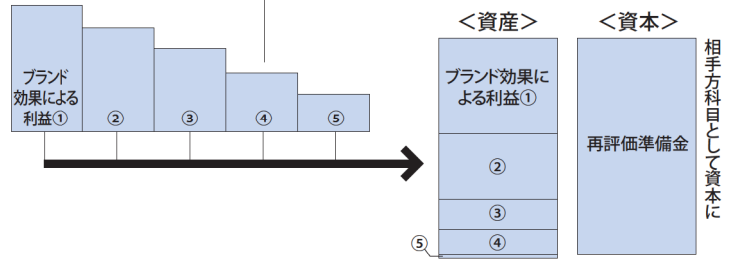 ブランド
効果による
利益①
②
③
④
⑤
＜資産＞
ブランド効果に
よる利益①
②
③
④
⑤
＜資本＞
再評価準備金
相手方科目として資本に